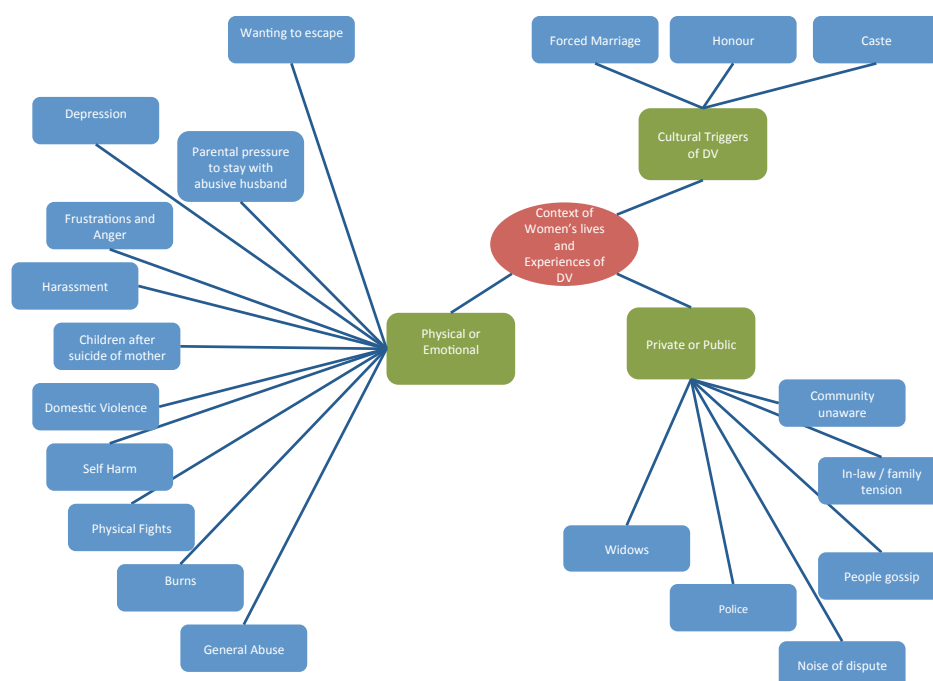 Wanting to escape
Forced Marriage
Honour
Caste
Depression
Parental pressure
to stay with
abusive husband
Cultural Triggers
of DV
Context of
Women's lives
and
Experiences of
DV
Frustrations and
Anger
Harassment
Children after
suicide of mother
Physical or
Emotional
Private or Public
Domestic Violence
Community
unaware
Self Harm
In-law / family
tension
Physical Fights
Widows
Burns
People gossip
Police
General Abuse
Noise of dispute